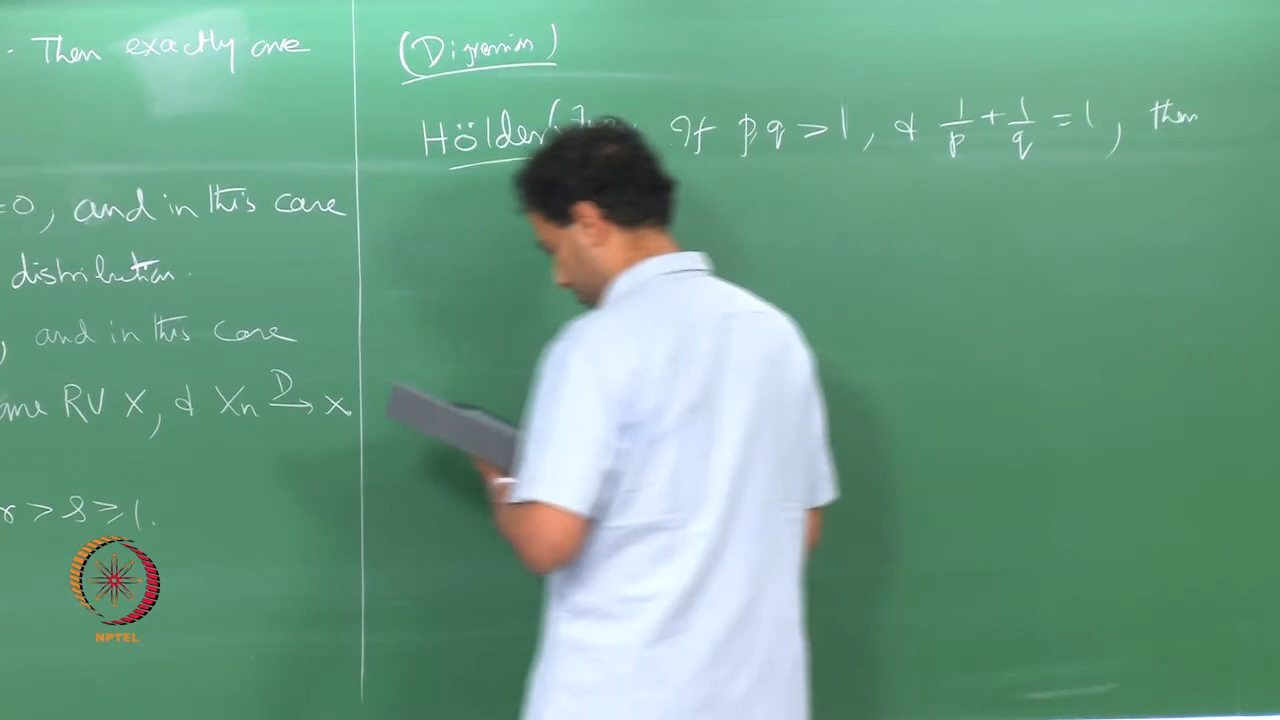 . Then exactly one
=0, and in this case
distribution.
, and in this case
RV X, & Xn D→ X
r > s ≥ 1.
(Digression)
Hölder If p,q > 1, & 1/p + 1/q = 1, then
NPTEL